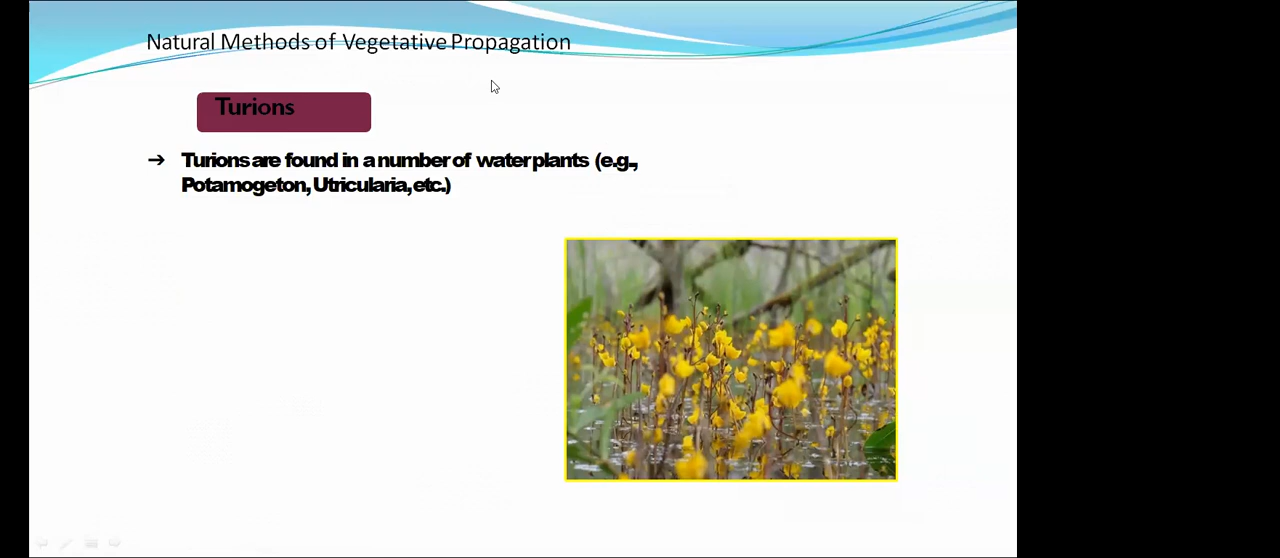 Natural Methods of Vegetative Propagation
Turions
➔ Turions are found in a number of water plants (e.g.,
Potamogeton, Utricularia, etc.)